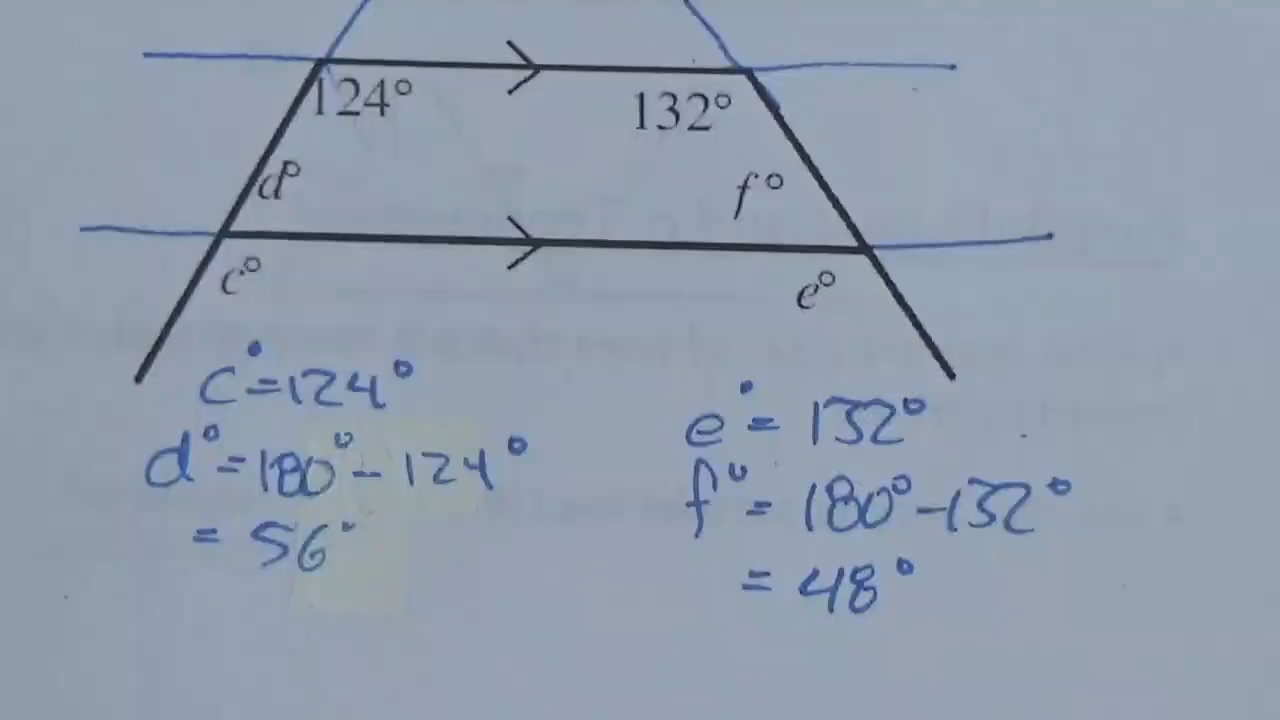 124° 132°
d° f°
c° e°
c° = 124°
d° = 180° - 124°
= 56°
e° = 132°
f° = 180° - 132°
= 48°